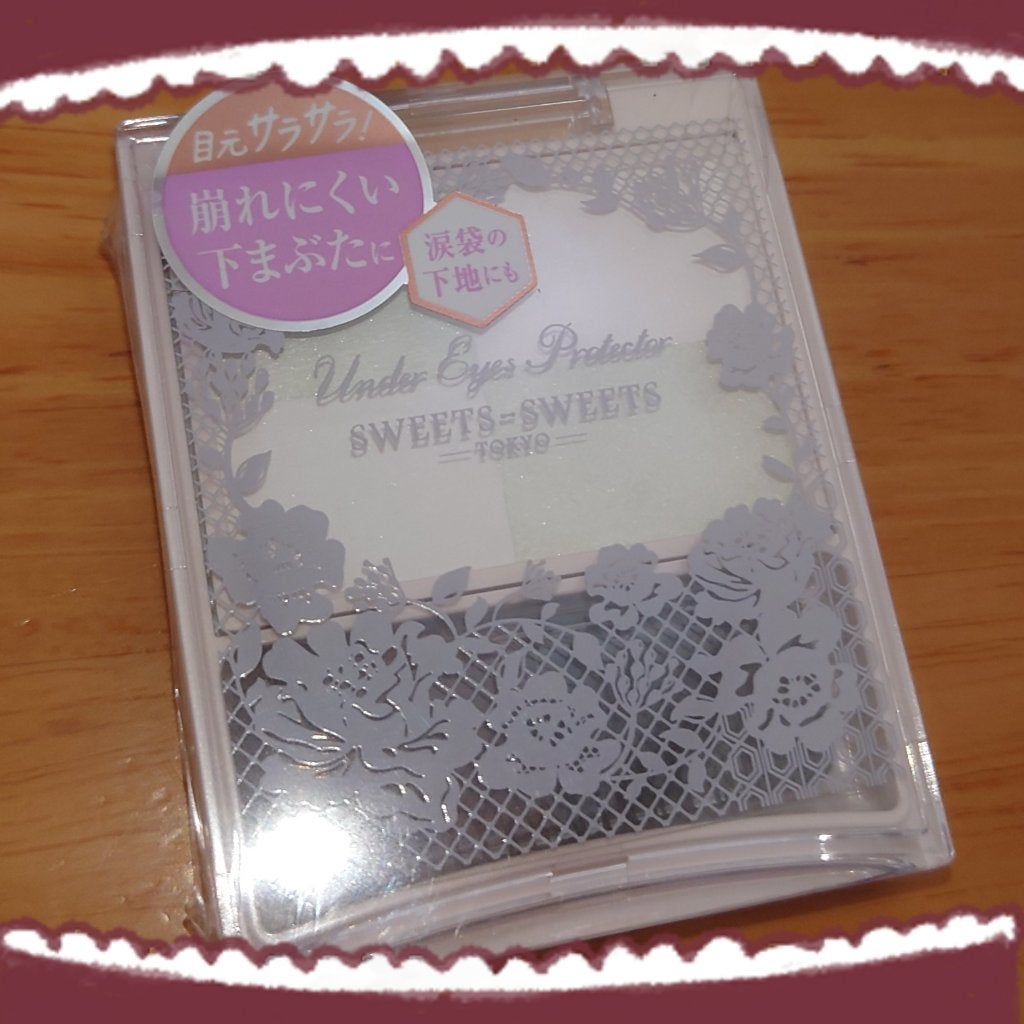 目元サラサラ!
崩れにくい
下まぶたに
涙袋の
下地にも
Under Eyes Protector
SWEETS=SWEETS
TOKYO